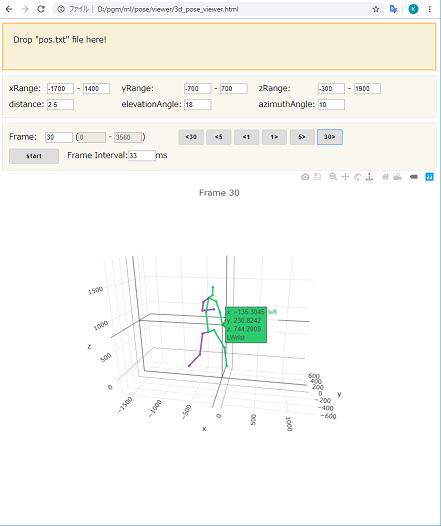 ファイル | D:/pgm/ml/pose/viewer/3d_pose_viewer.html
K
Drop "pos.txt" file here!
xRange: -1700 - 1400 yRange: -700 - 700 zRange: -300 - 1900
distance: 2.5 elevationAngle: 18 azimuthAngle: 10
Frame: 30 (0 - 3560) <30 <5 <1 1> 5> 30>
start Frame Interval: 33 ms
Frame 30
1500
1000
500
0
z
x: −135.3045 left
y: 230.8242
z: 744.2009
LWrist
600
400
200
0
−200
−400
−600
y
−1500
−1000
−500
0
500
1000
x